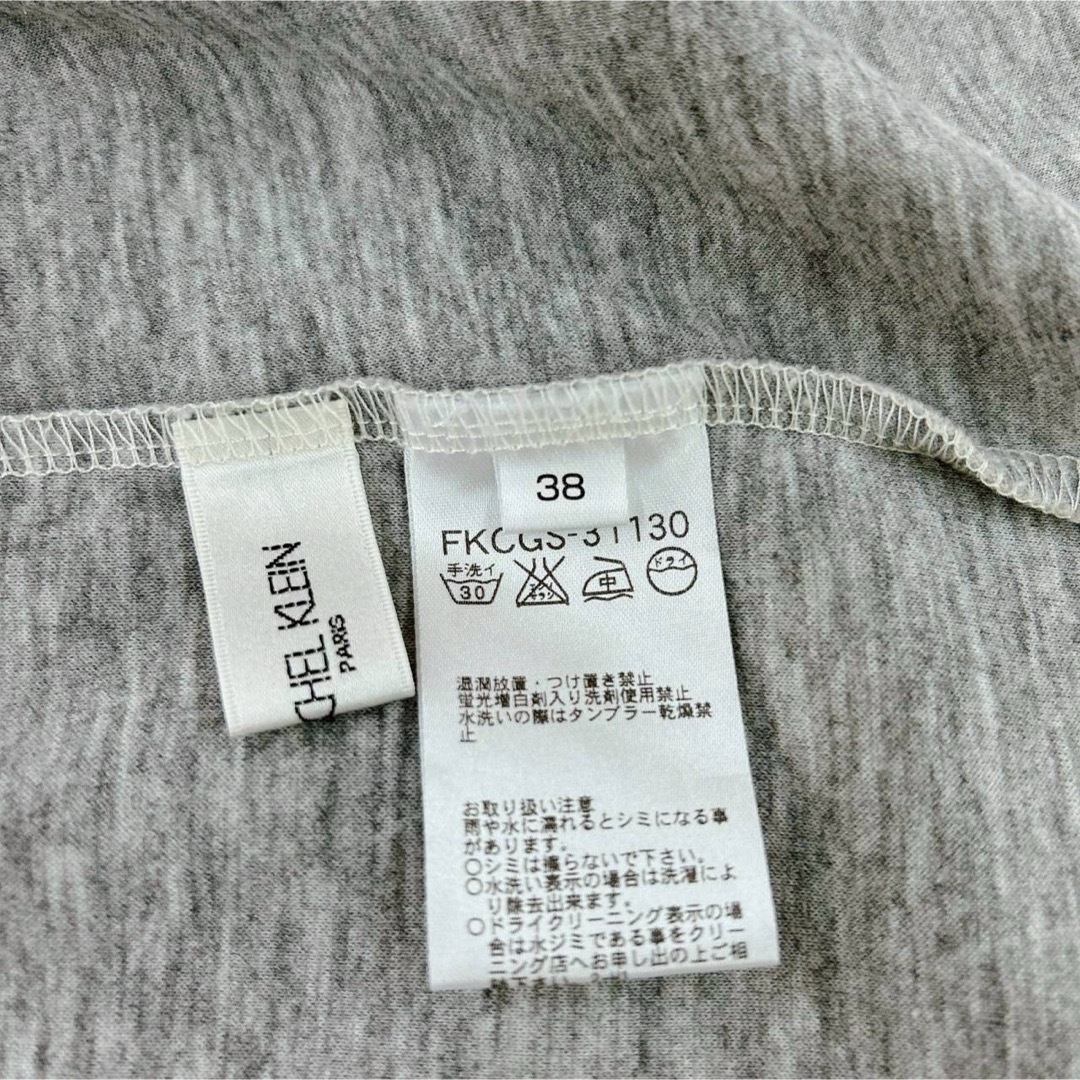 CHEL KLEIN
PARIS
38
FKCGS-31130
手洗イ
30
中
ドライ
湿潤放置・つけ置き禁止
蛍光増白剤入り洗剤使用禁止
水洗いの際はタンブラー乾燥禁
止
お取り扱い注意
雨や水に濡れるとシミになる事
があります。
○シミは擦らないで下さい。
○水洗い表示の場合は洗濯によ
り除去出来ます。
○ドライクリーニング表示の場
合は水ジミである事をクリー
ニング店へお申し出の上ご相